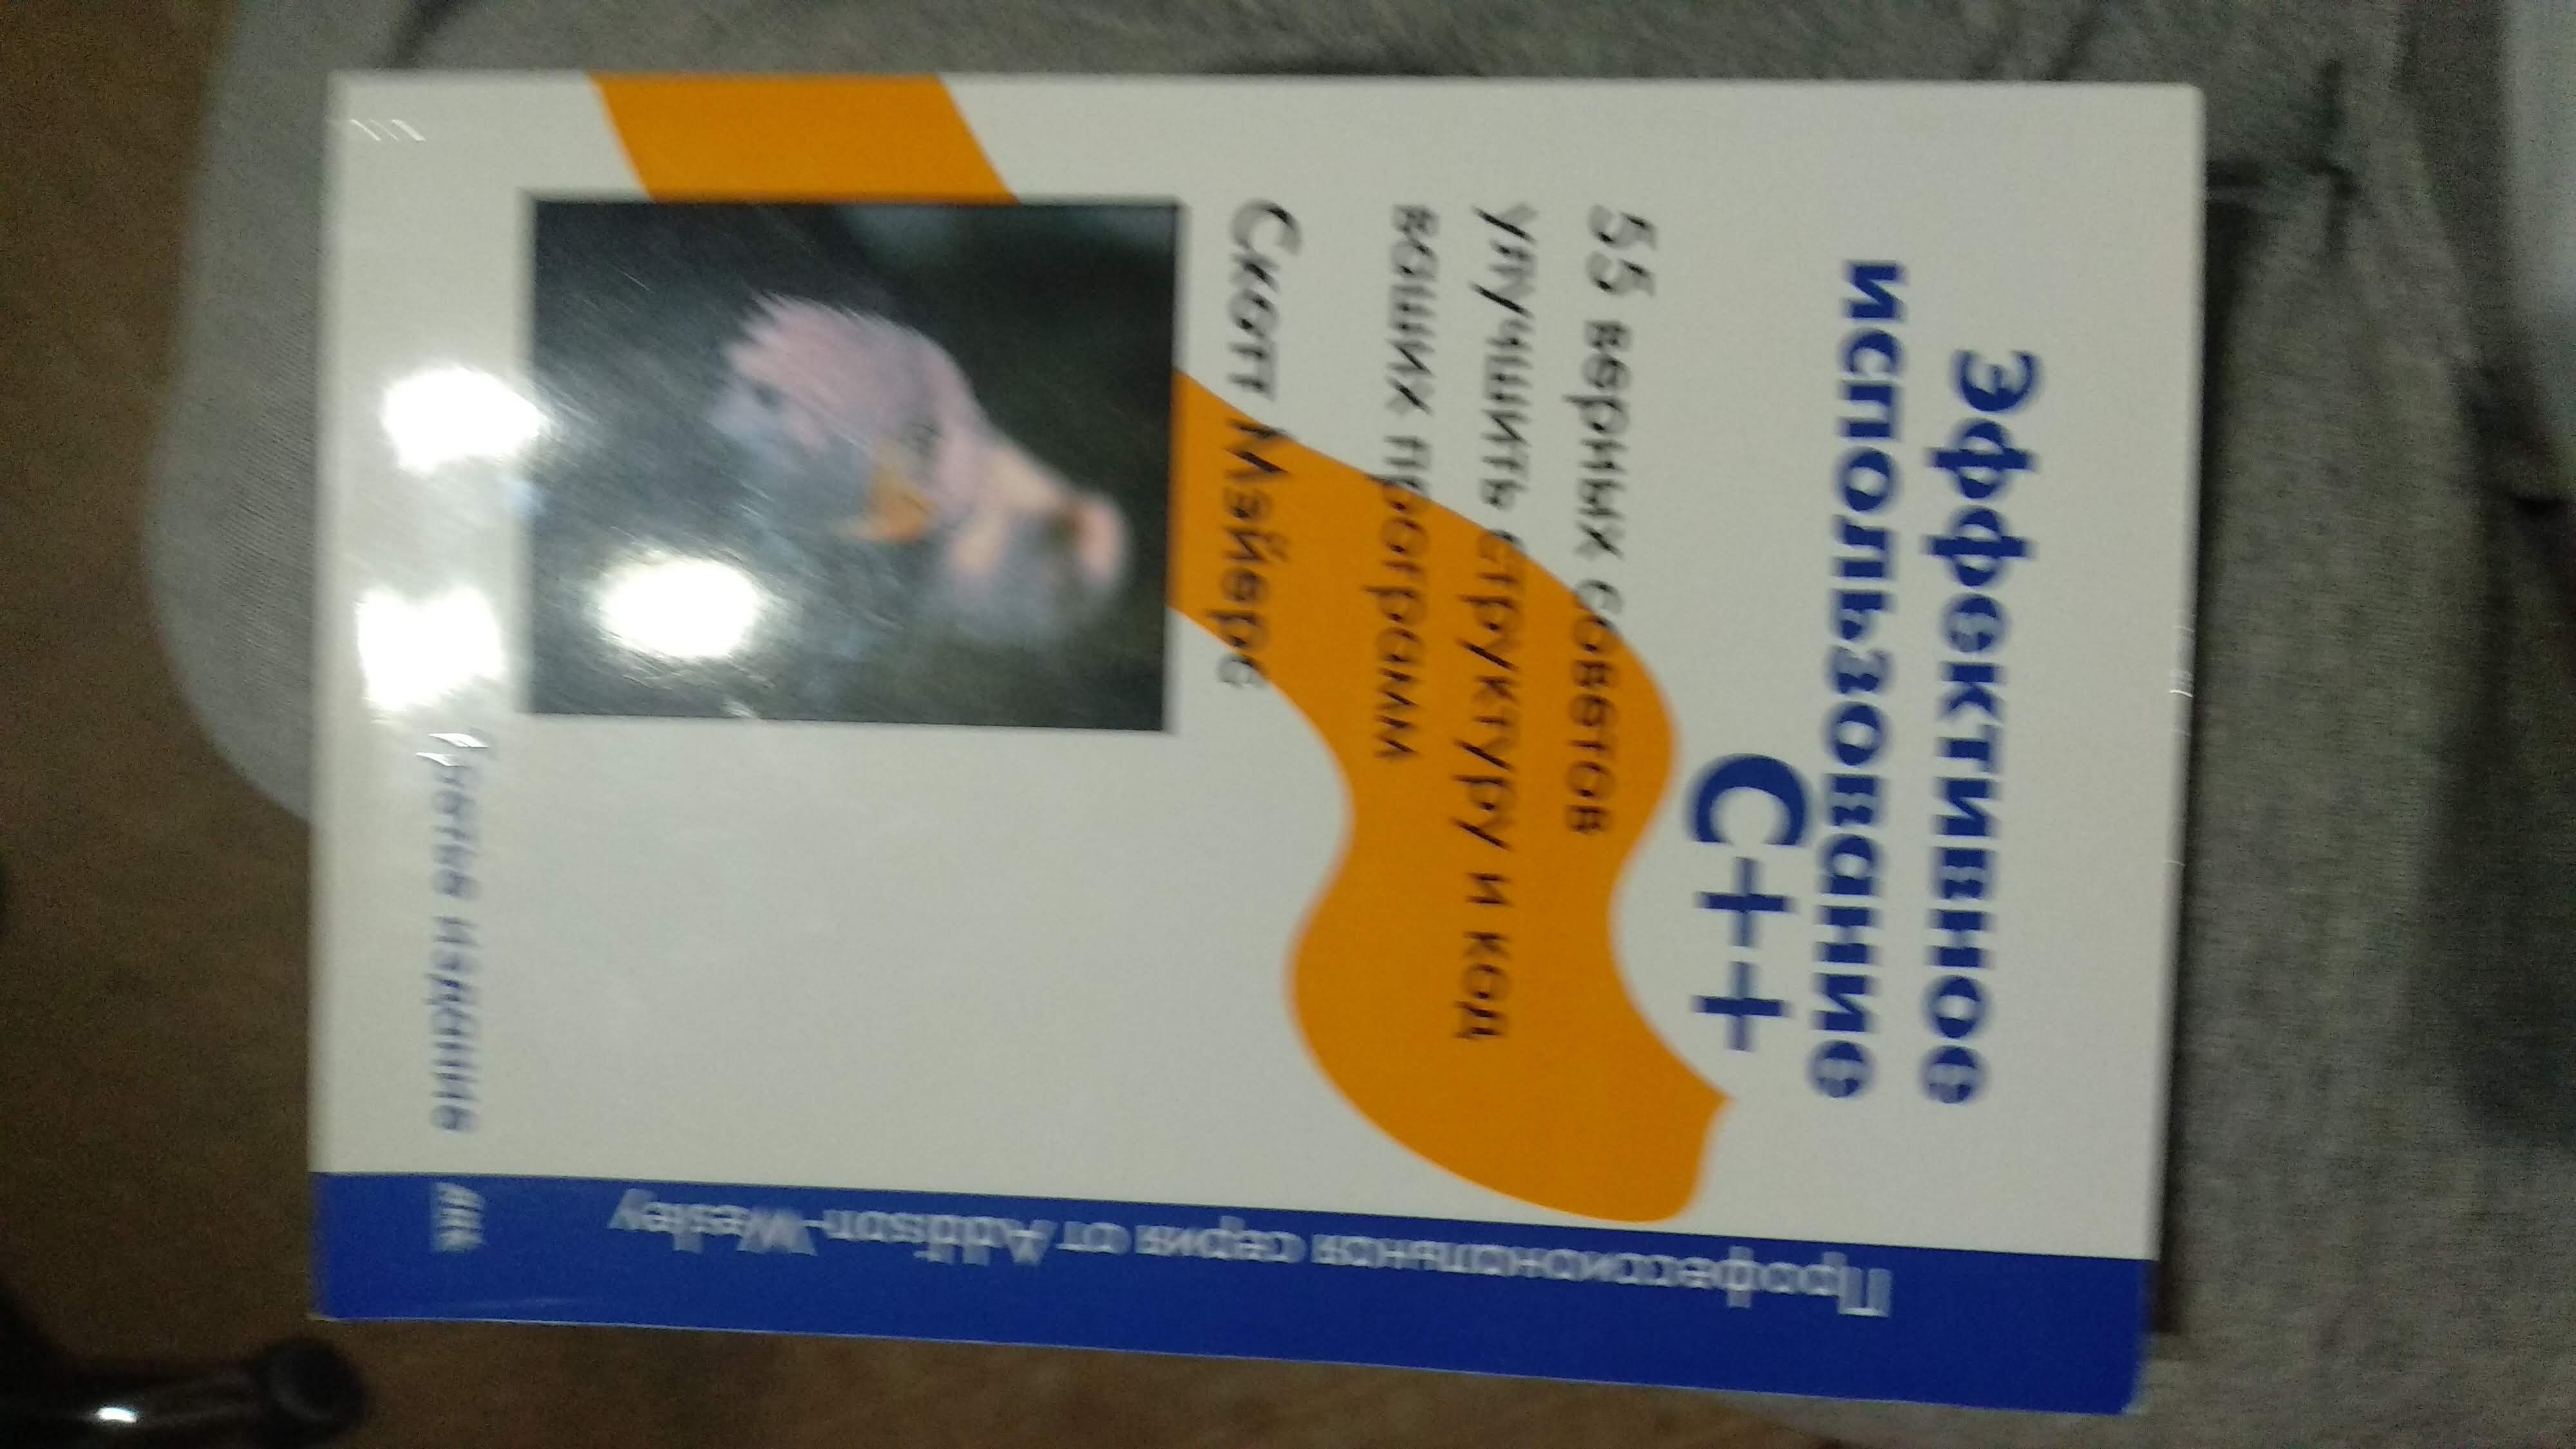 Эффективное
использование
C++
55 верных советов
улучшить структуру и код
ваших программ
Скотт Мэйерс
Третье издание
Профессиональная серия от Addison-Wesley